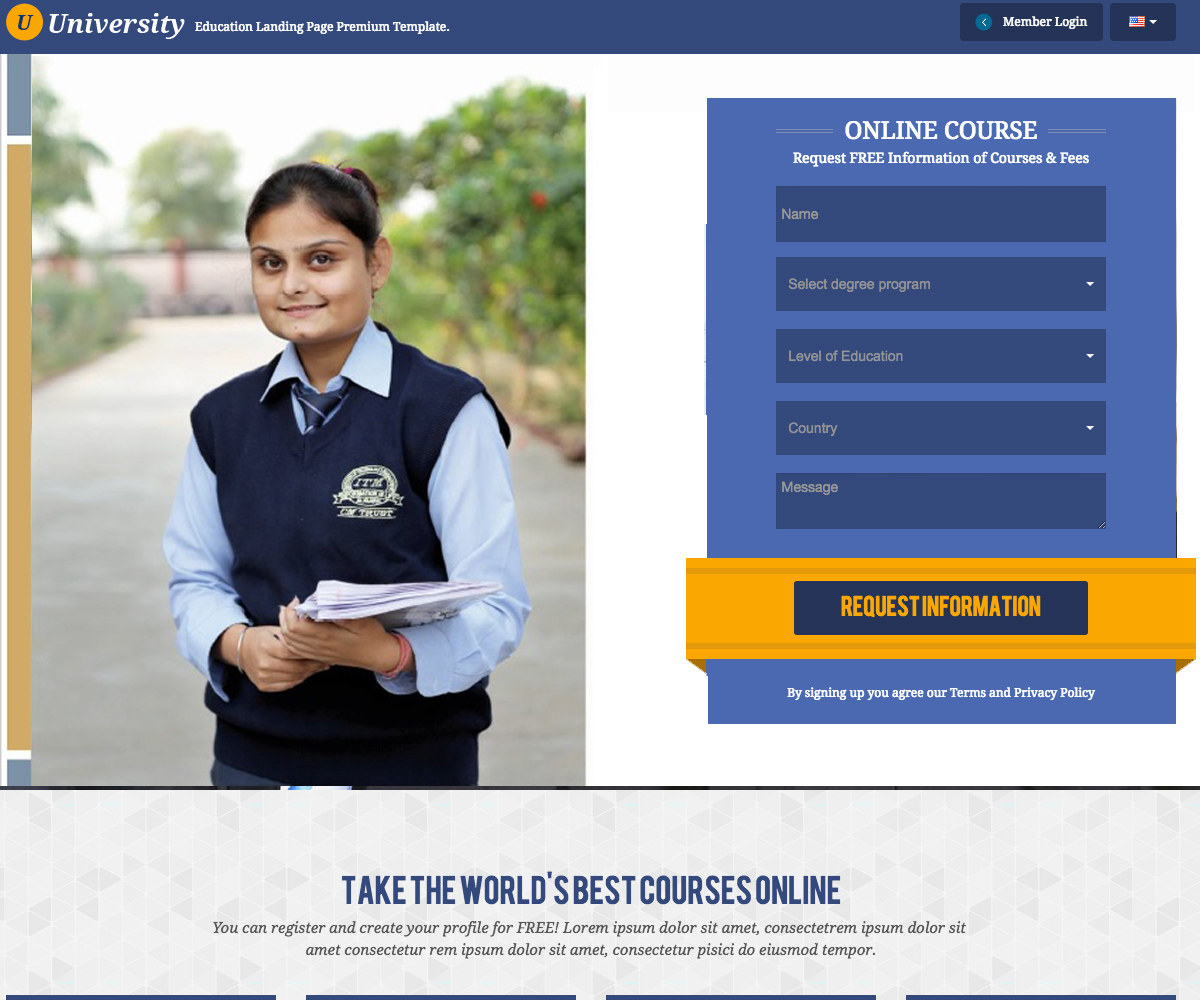 U University Education Landing Page Premium Template.
Member Login
ONLINE COURSE
Request FREE Information of Courses & Fees
Name
Select degree program
Level of Education
Country
Message
ITM
CM TRUST
REQUEST INFORMATION
By signing up you agree our Terms and Privacy Policy
TAKE THE WORLD'S BEST COURSES ONLINE
You can register and create your profile for FREE! Lorem ipsum dolor sit amet, consectetrem ipsum dolor sit
amet consectetur rem ipsum dolor sit amet, consectetur pisici do eiusmod tempor.